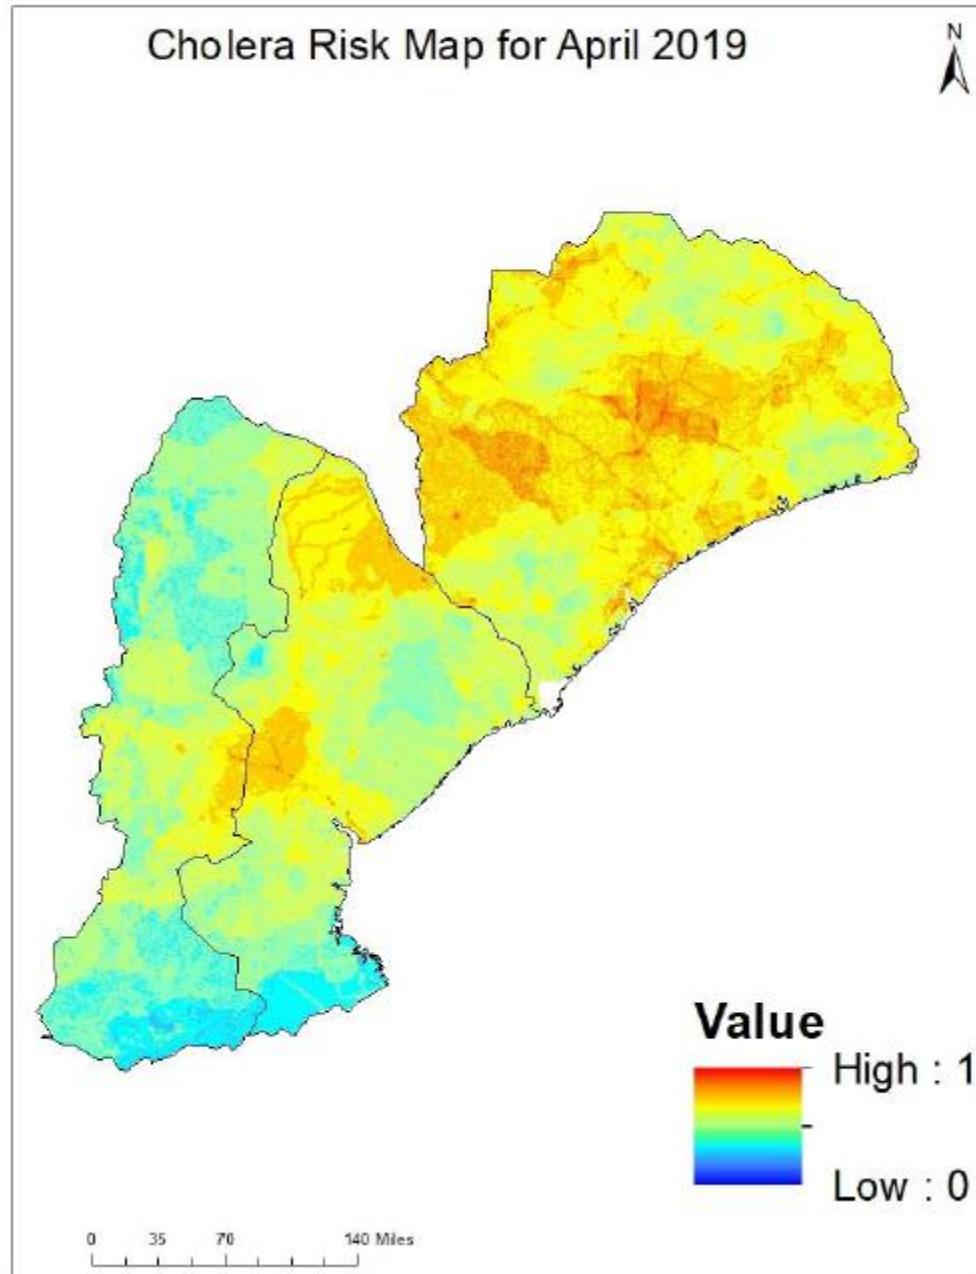 Cholera Risk Map for April 2019
N
Value
High : 1
Low : 0
0 35 70 140 Miles